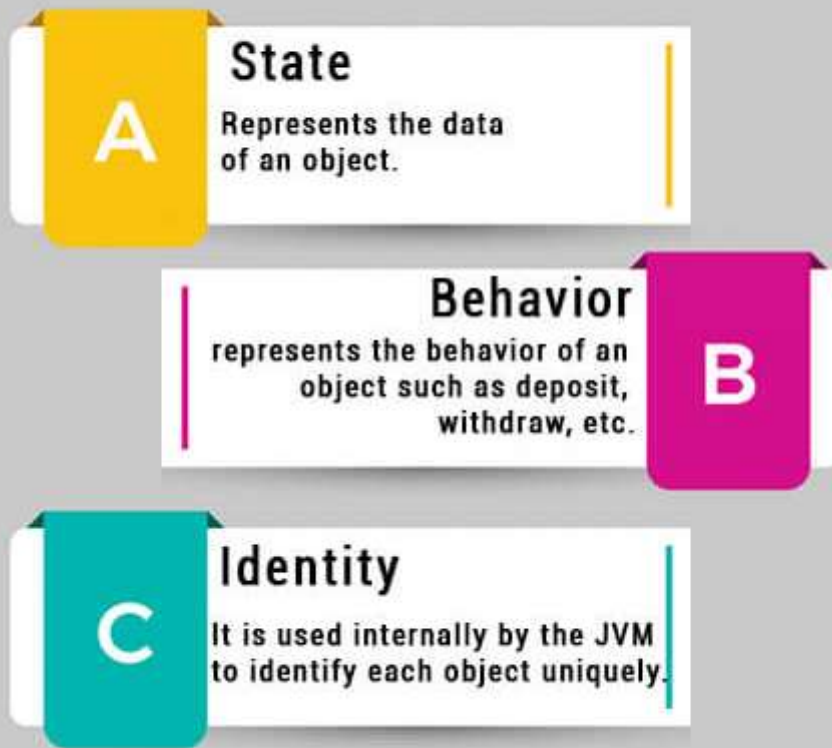 A
State
Represents the data
of an object.
Behavior
represents the behavior of an
object such as deposit,
withdraw, etc.
B
C
Identity
It is used internally by the JVM
to identify each object uniquely.